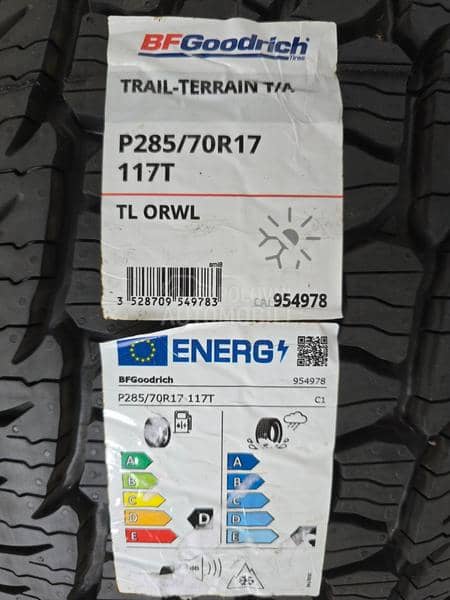 BFGoodrich
Tires
TRAIL-TERRAIN T/A
P285/70R17
117T
TL ORWL
3 528709 549783
CAI 954978
ENERG
BFGoodrich 954978
P285/70R17 117T C1
A A
B B
C C
D D D
E E